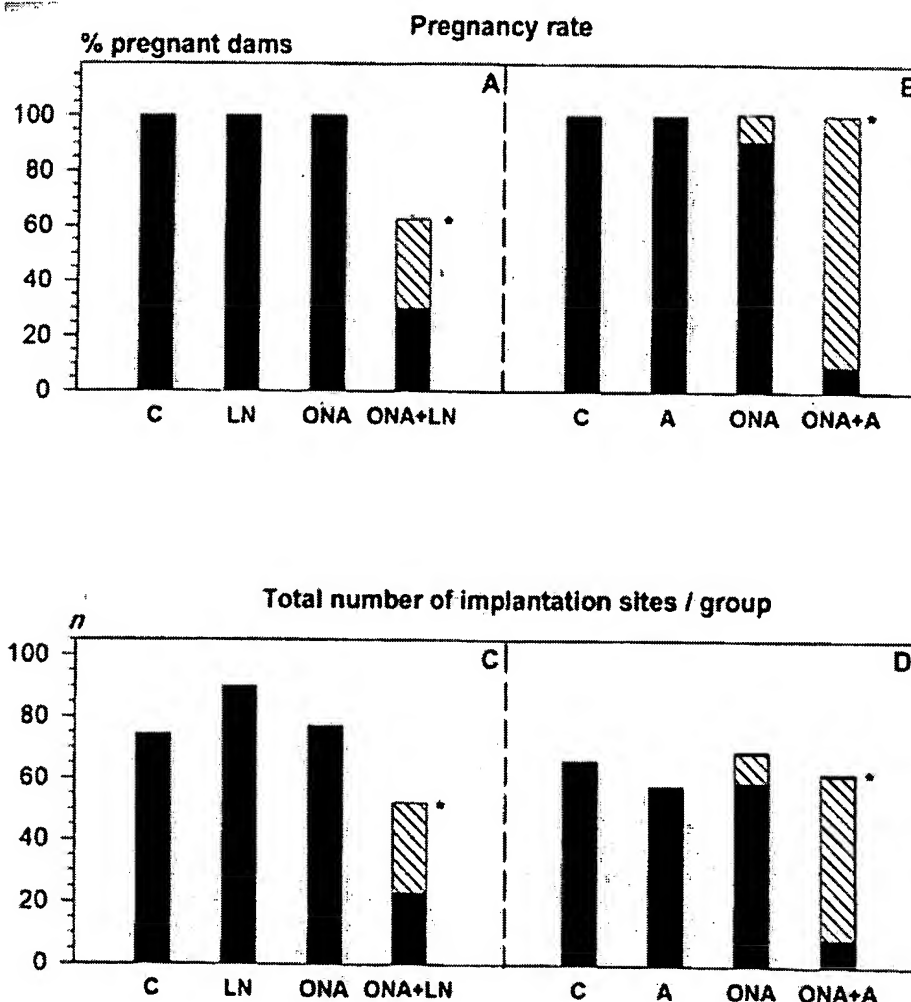 Pregnancy rate
% pregnant dams
A
100
80
60
40
20
0
*
*
C LN ONA ONA+LN
C A ONA ONA+A
Total number of implantation sites / group
n
C
D
100
80
60
40
20
0
*
*
C LN ONA ONA+LN
C A ONA ONA+A